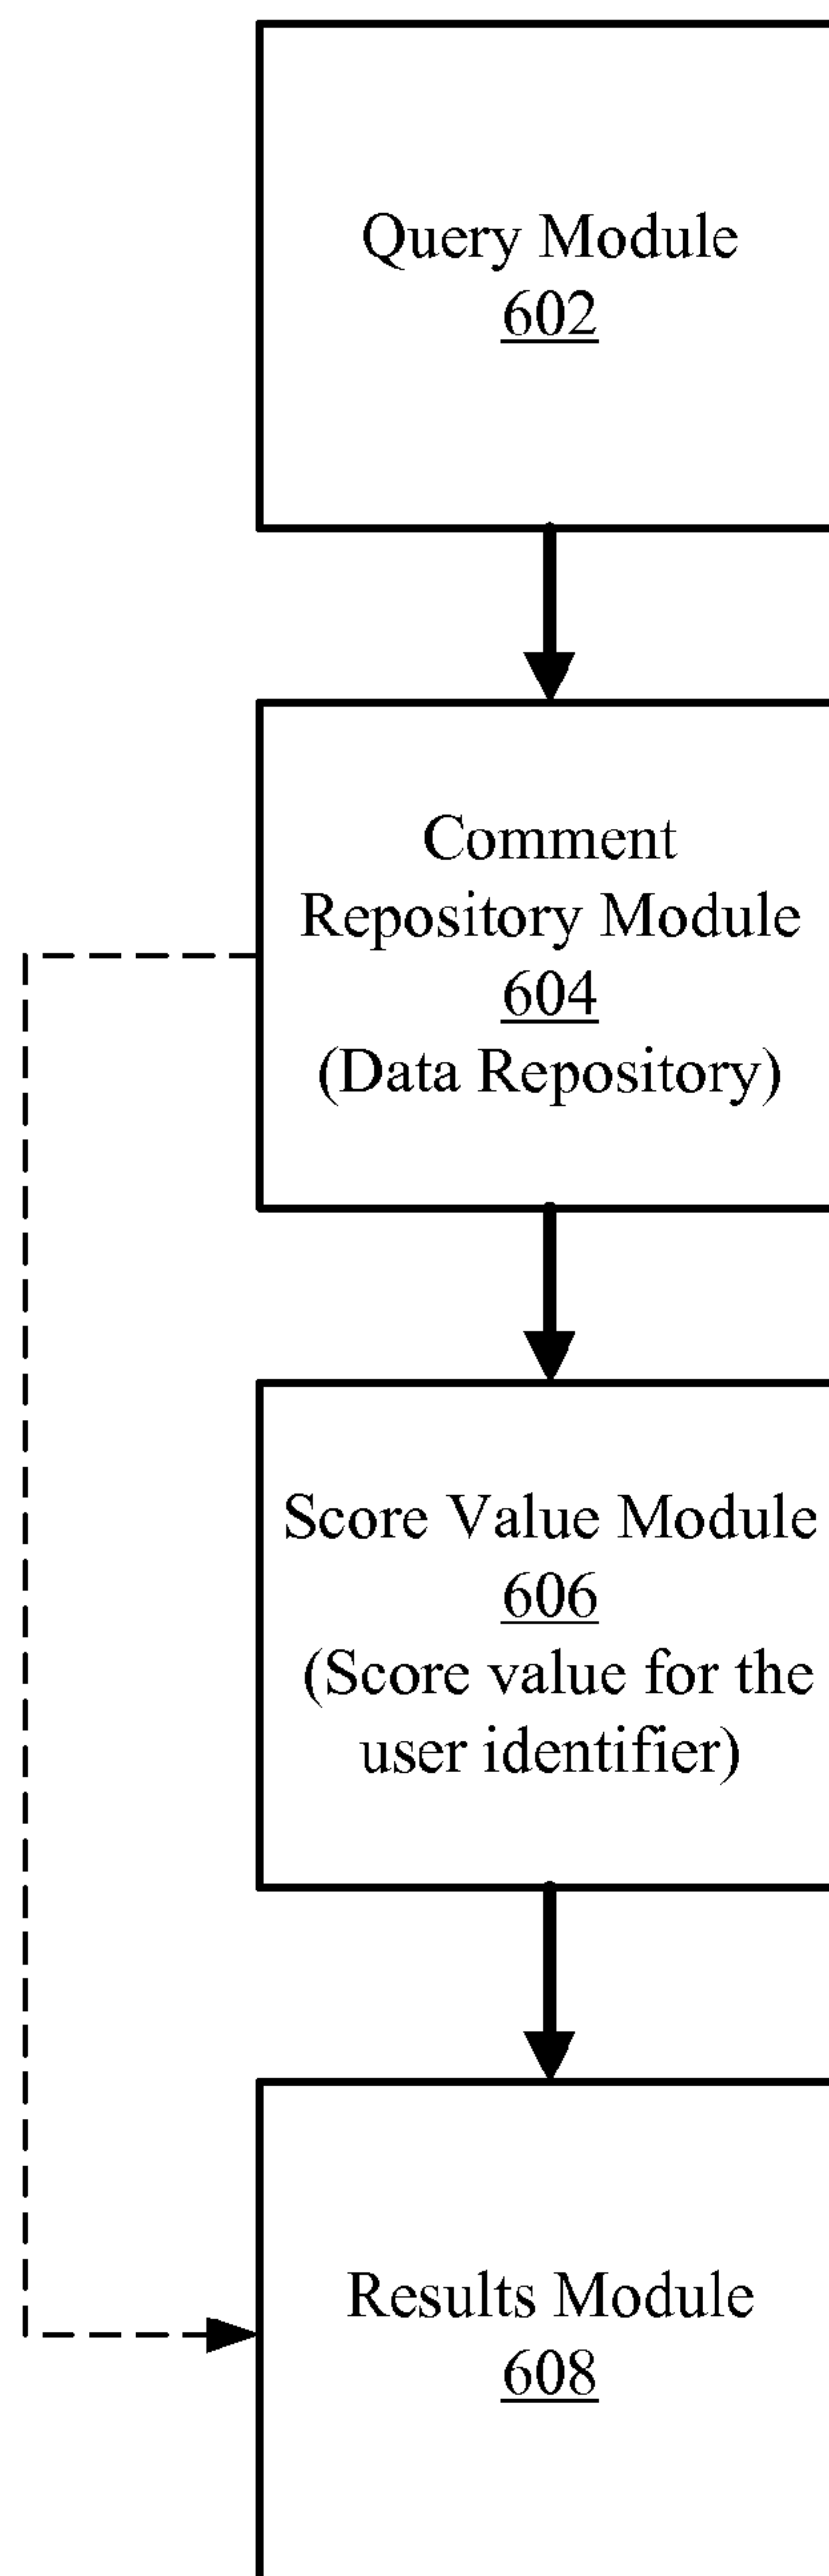 Query Module
602
Comment
Repository Module
604
(Data Repository)
Score Value Module
606
(Score value for the
user identifier)
Results Module
608